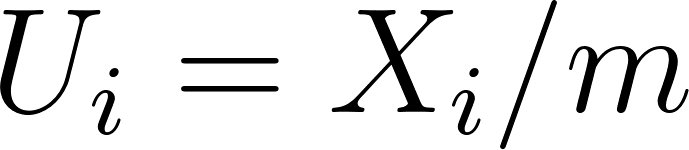 U_i = X_i/m